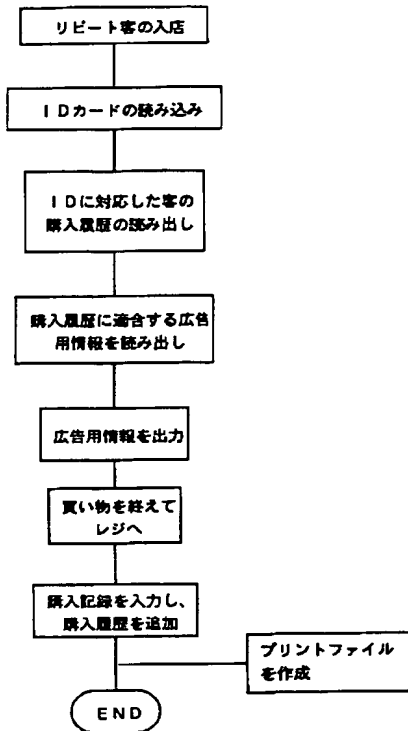 リピート客の入店
IDカードの読み込み
IDに対応した客の
購入履歴の読み出し
購入履歴に適合する広告
用情報を読み出し
広告用情報を出力
買い物を終えて
レジへ
購入記録を入力し、
購入履歴を追加
プリントファイル
を作成
END